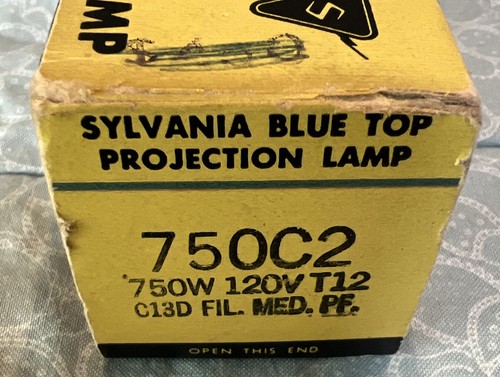 MP
S
SYLVANIA BLUE TOP
PROJECTION LAMP
750C2
750W 120V T12
C13D FIL. MED. PF.
OPEN THIS END